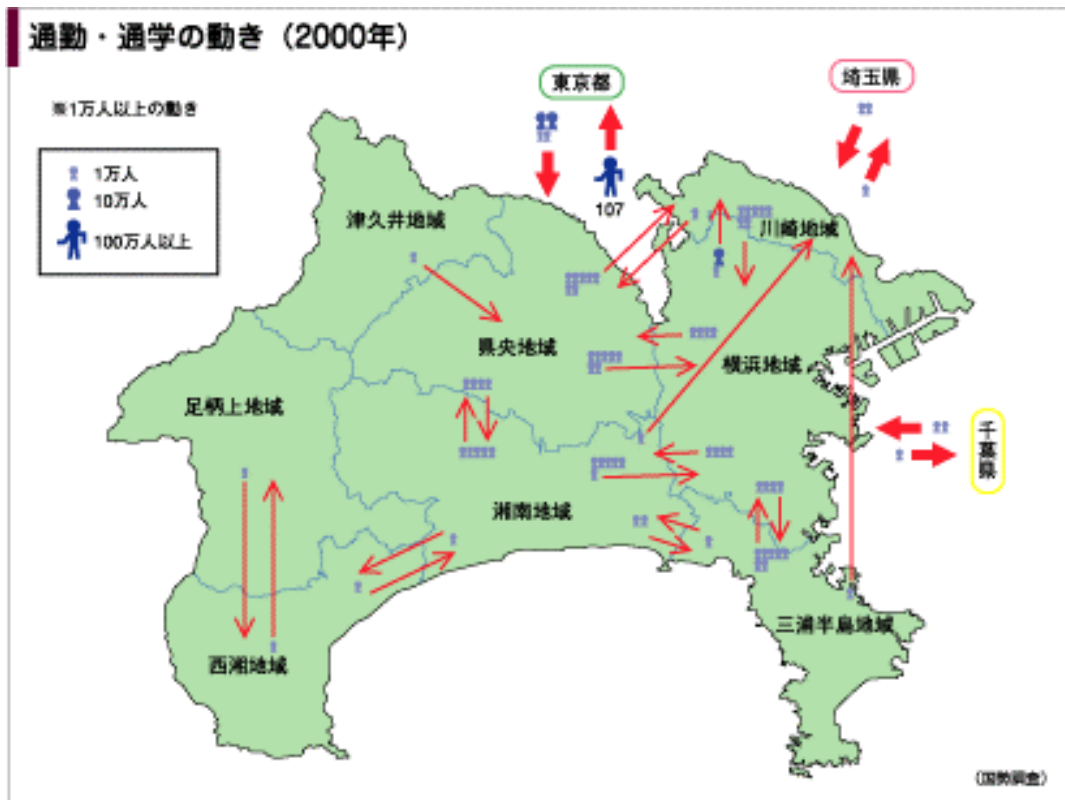 通勤・通学の動き（2000年）
※1万人以上の動き
1万人
10万人
100万人以上
東京都
埼玉県
107
津久井地域
川崎地域
県央地域
横浜地域
足柄上地域
千葉県
湘南地域
三浦半島地域
西湘地域
（国勢調査）